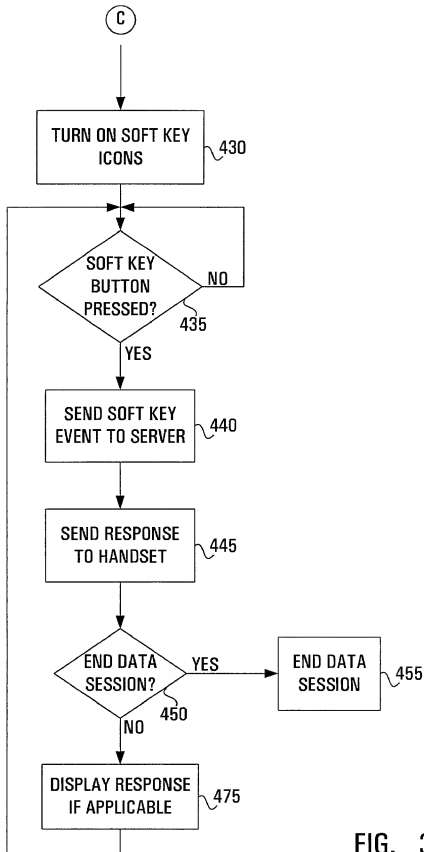 C
TURN ON SOFT KEY
ICONS
430
SOFT KEY
BUTTON
PRESSED?
NO
435
YES
SEND SOFT KEY
EVENT TO SERVER
440
SEND RESPONSE
TO HANDSET
445
END DATA
SESSION?
YES
450
END DATA
SESSION
455
NO
DISPLAY RESPONSE
IF APPLICABLE
475
FIG.